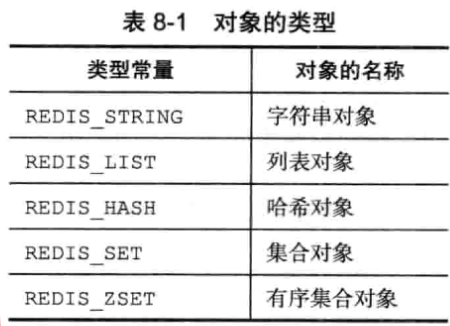 表 8-1 对象的类型
类型常量 对象的名称
REDIS_STRING 字符串对象
REDIS_LIST 列表对象
REDIS_HASH 哈希对象
REDIS_SET 集合对象
REDIS_ZSET 有序集合对象